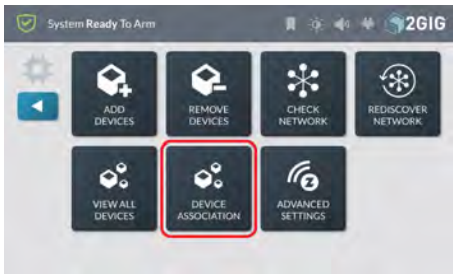 System Ready To Arm
2GIG
ADD
DEVICES
REMOVE
DEVICES
CHECK
NETWORK
REDISCOVER
NETWORK
VIEW ALL
DEVICES
DEVICE
ASSOCIATION
ADVANCED
SETTINGS